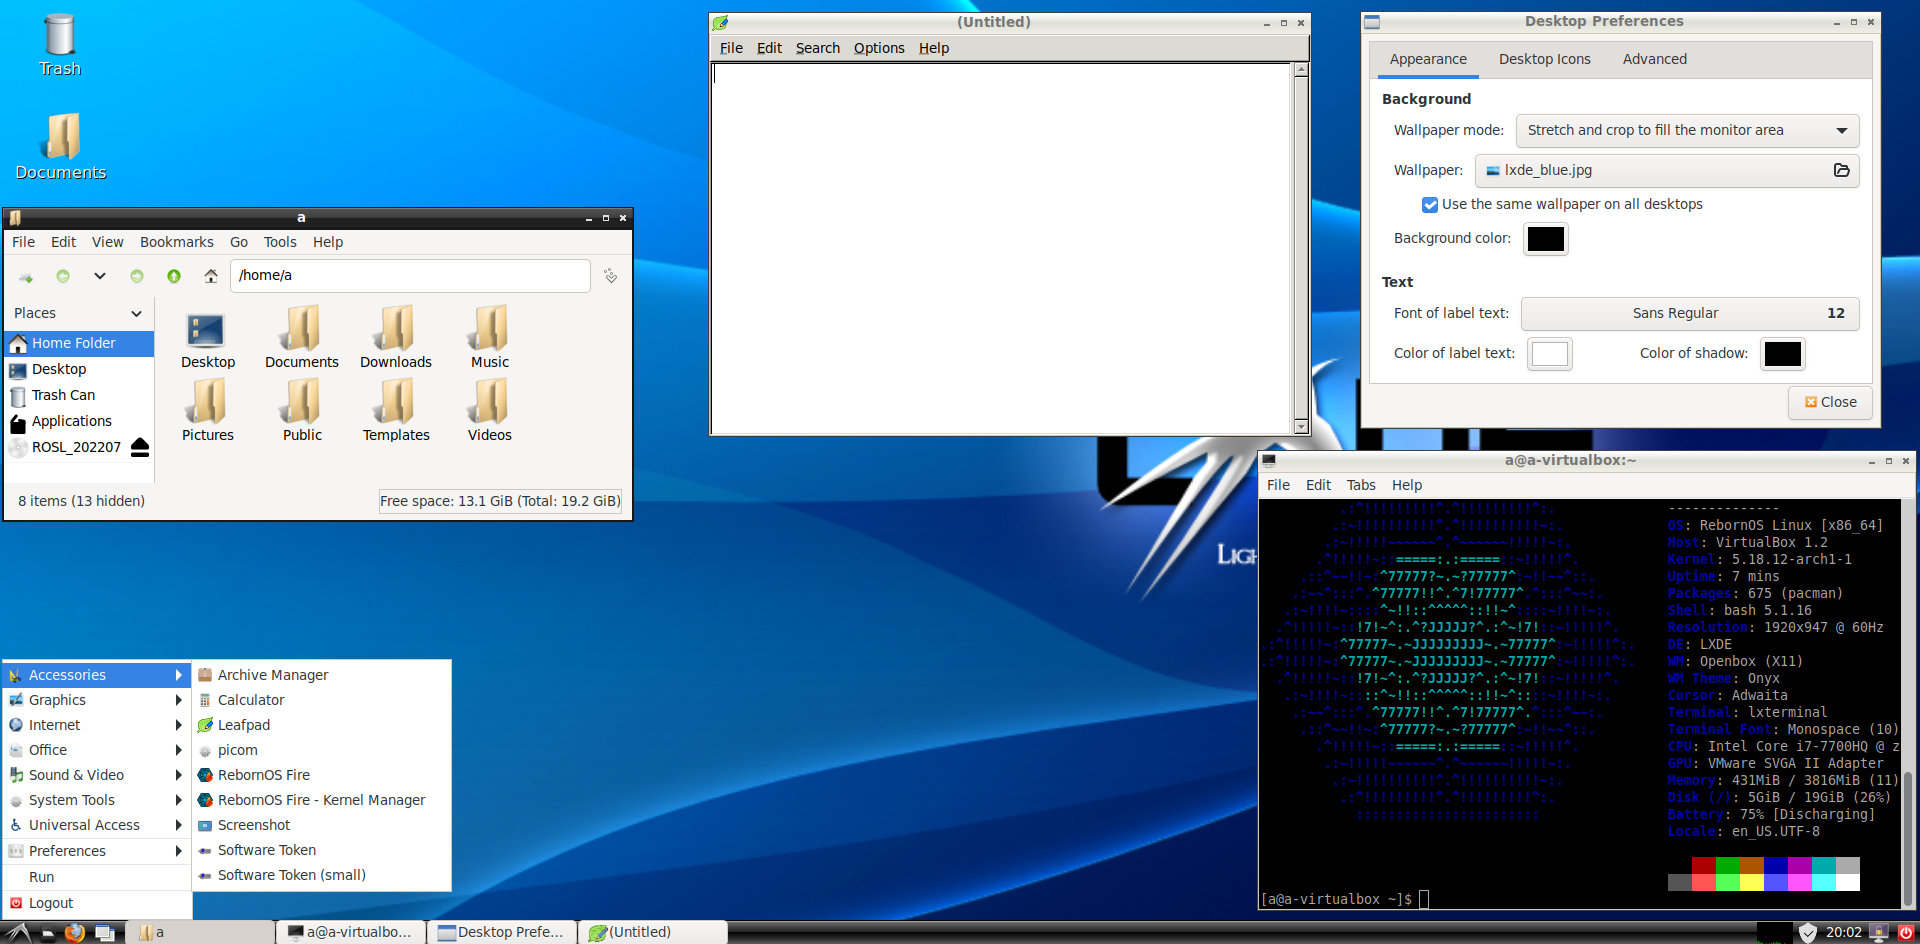 Trash
Documents
a
File Edit View Bookmarks Go Tools Help
/home/a
Places
Home Folder
Desktop
Trash Can
Applications
ROSL_202207
Desktop Documents Downloads Music
Pictures Public Templates Videos
8 items (13 hidden)
Free space: 13.1 GiB (Total: 19.2 GiB)
(Untitled)
File Edit Search Options Help
Desktop Preferences
Appearance Desktop Icons Advanced
Background
Wallpaper mode: Stretch and crop to fill the monitor area
Wallpaper: lxde_blue.jpg
Use the same wallpaper on all desktops
Background color:
Text
Font of label text: Sans Regular 12
Color of label text: Color of shadow:
Close
a@a-virtualbox:~
File Edit Tabs Help
--------------
OS: RebornOS Linux [x86_64]
Host: VirtualBox 1.2
Kernel: 5.18.12-arch1-1
Uptime: 7 mins
Packages: 675 (pacman)
Shell: bash 5.1.16
Resolution: 1920x947 @ 60Hz
DE: LXDE
WM: Openbox (X11)
WM Theme: Onyx
Cursor: Adwaita
Terminal: lxterminal
Terminal Font: Monospace (10)
CPU: Intel Core i7-7700HQ @ z
GPU: VMware SVGA II Adapter
Memory: 431MiB / 3816MiB (11)
Disk (/): 5GiB / 19GiB (26%)
Battery: 75% [Discharging]
Locale: en_US.UTF-8
[a@a-virtualbox ~]$
Accessories
Graphics
Internet
Office
Sound & Video
System Tools
Universal Access
Preferences
Run
Logout
Archive Manager
Calculator
Leafpad
picom
RebornOS Fire
RebornOS Fire - Kernel Manager
Screenshot
Software Token
Software Token (small)
a
a@a-virtualbo...
Desktop Prefe...
(Untitled)
20:02